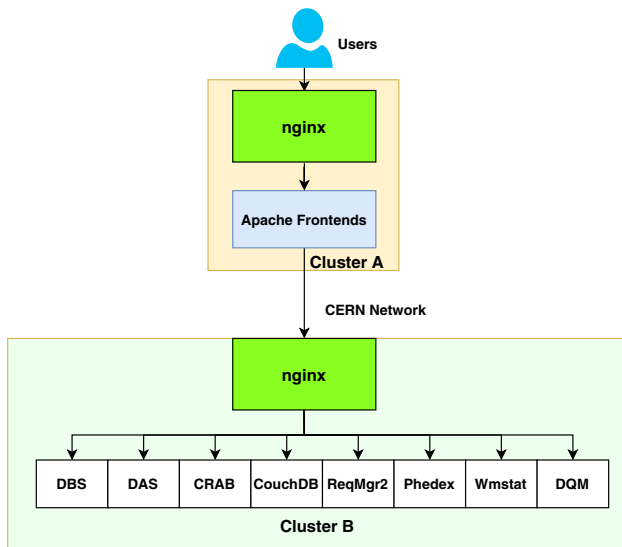 Users
nginx
Apache Frontends
Cluster A
CERN Network
nginx
DBS
DAS
CRAB
CouchDB
ReqMgr2
Phedex
Wmstat
DQM
Cluster B